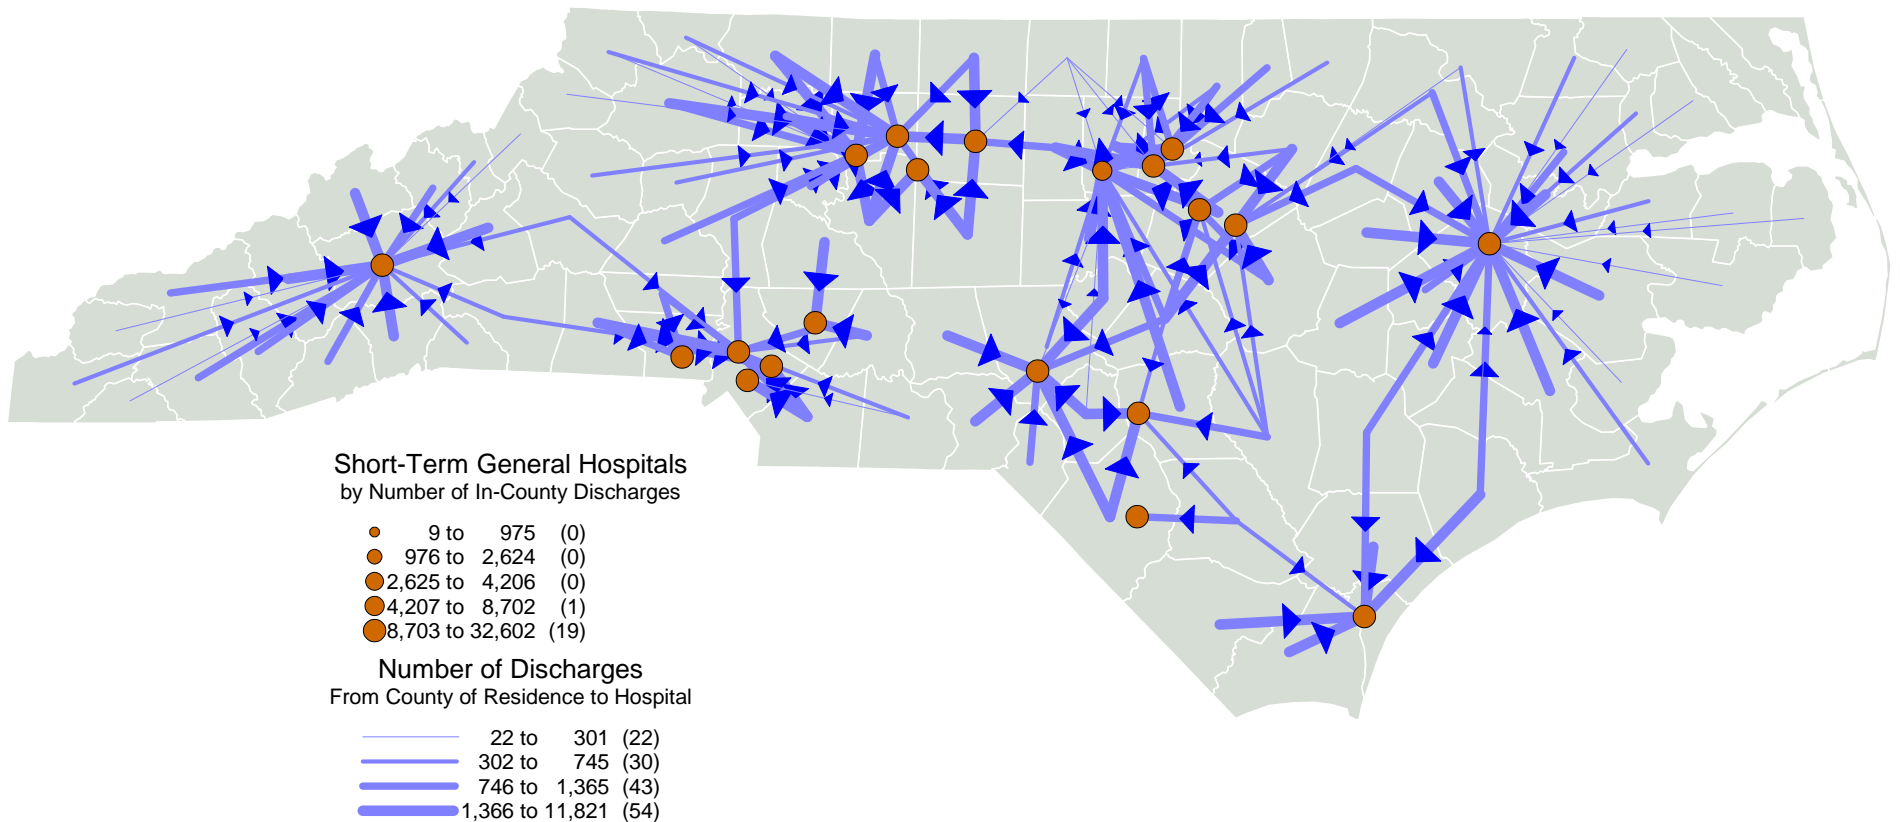 Short-Term General Hospitals
by Number of In-County Discharges
9 to 975 (0)
976 to 2,624 (0)
2,625 to 4,206 (0)
4,207 to 8,702 (1)
8,703 to 32,602 (19)
Number of Discharges
From County of Residence to Hospital
22 to 301 (22)
302 to 745 (30)
746 to 1,365 (43)
1,366 to 11,821 (54)